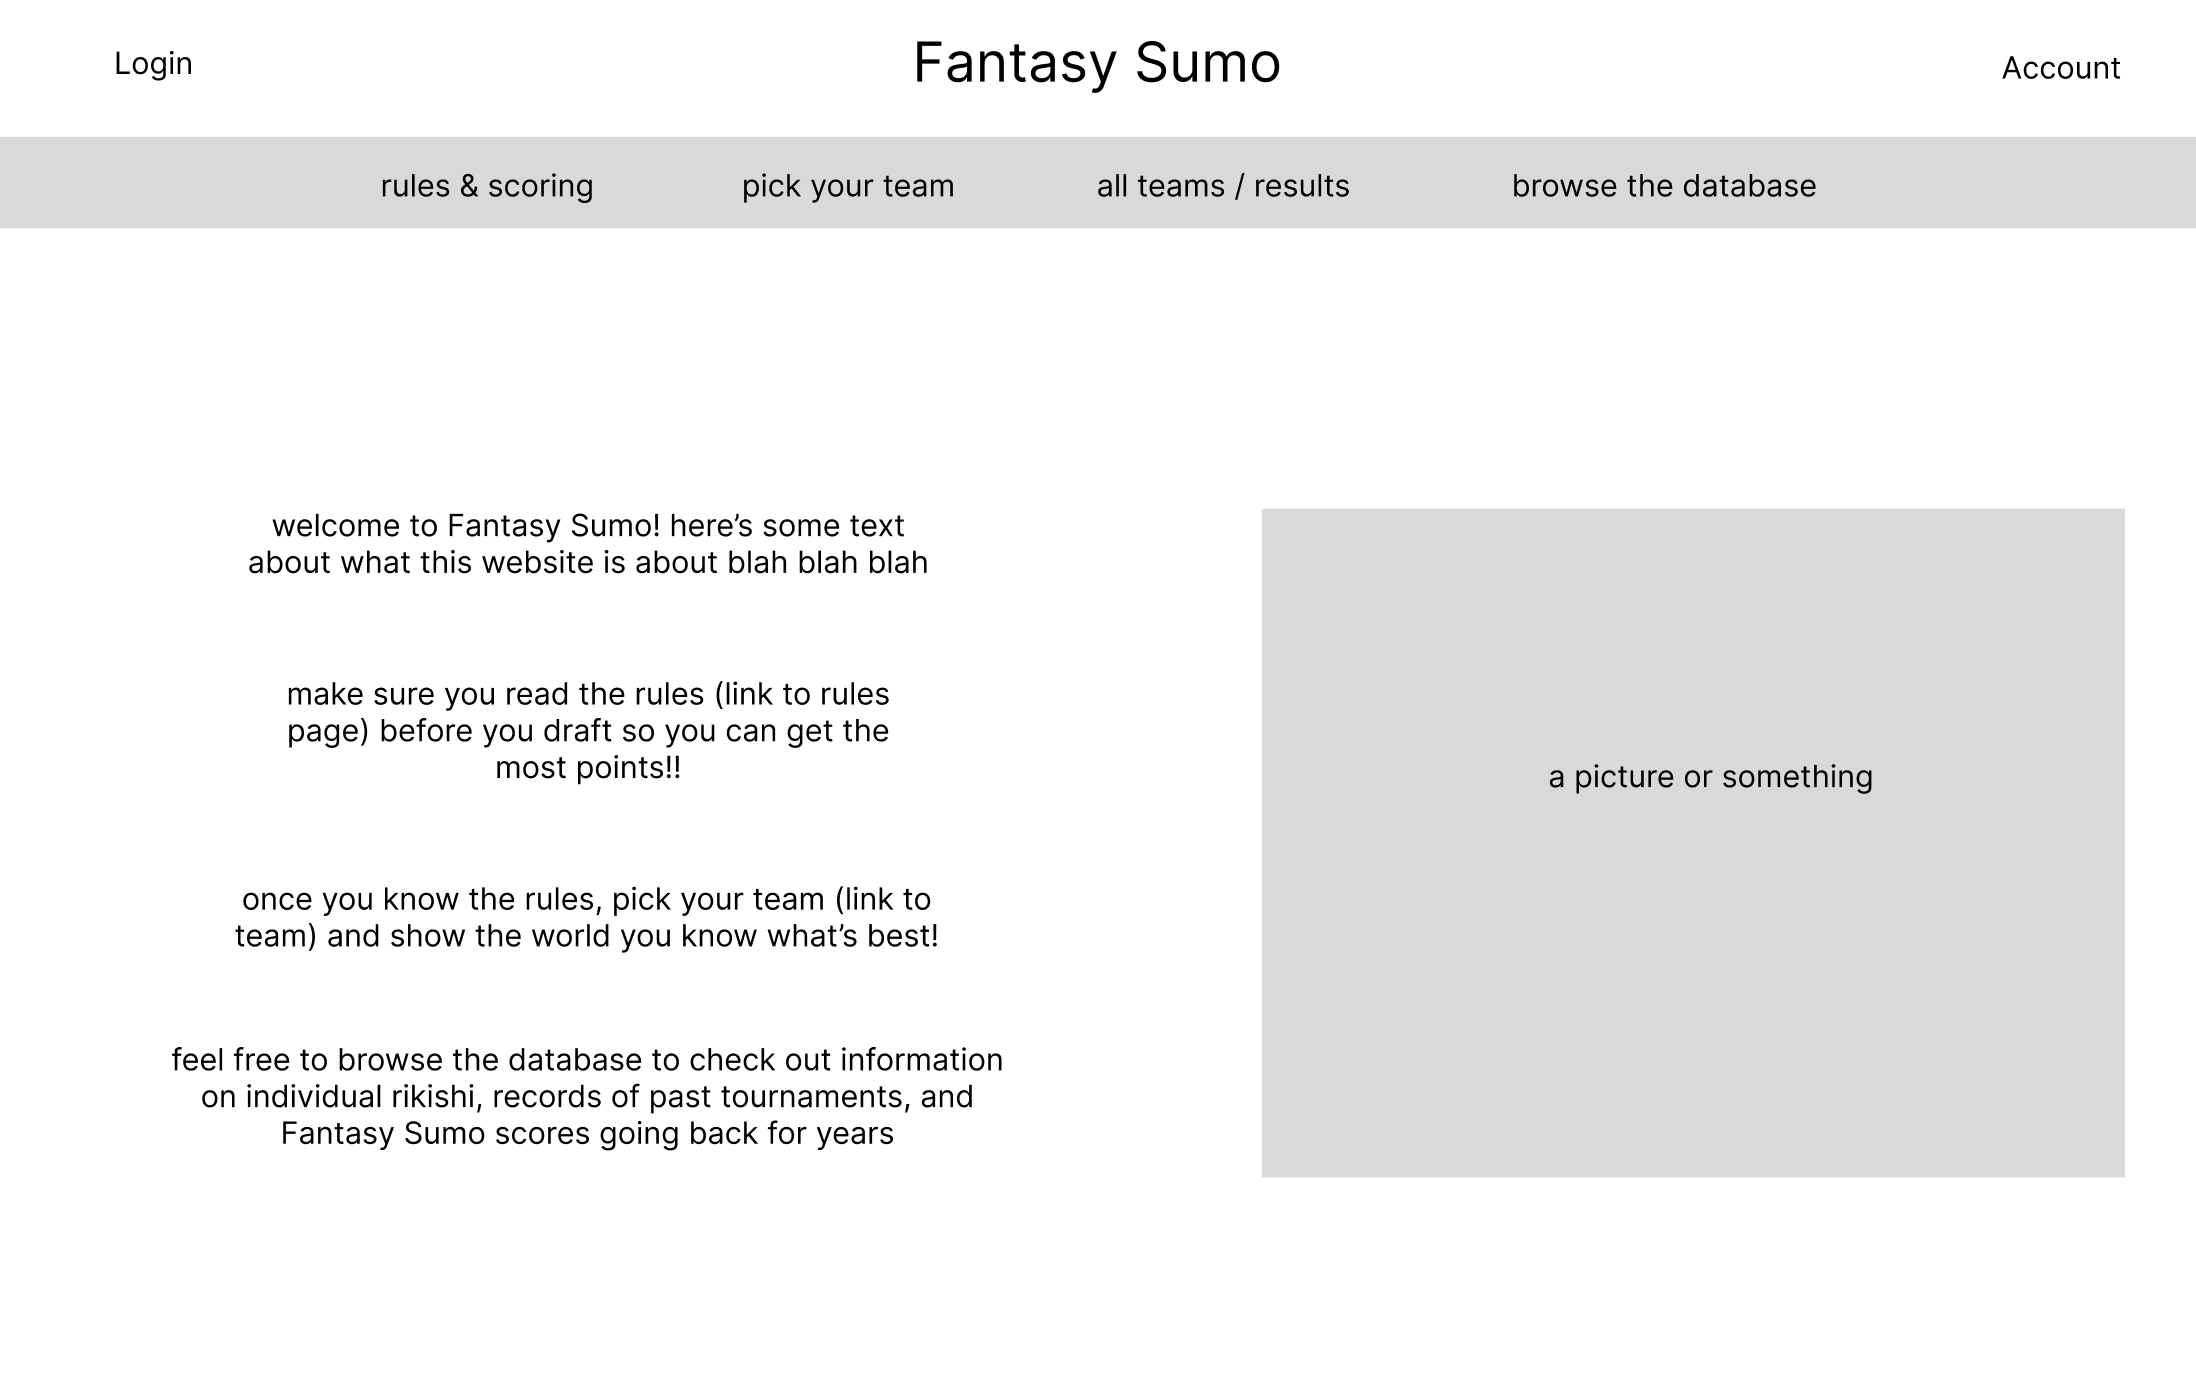 Login
Fantasy Sumo
Account
rules & scoring
pick your team
all teams / results
browse the database
welcome to Fantasy Sumo! here’s some text
about what this website is about blah blah blah
make sure you read the rules (link to rules
page) before you draft so you can get the
most points!!
once you know the rules, pick your team (link to
team) and show the world you know what’s best!
feel free to browse the database to check out information
on individual rikishi, records of past tournaments, and
Fantasy Sumo scores going back for years
a picture or something